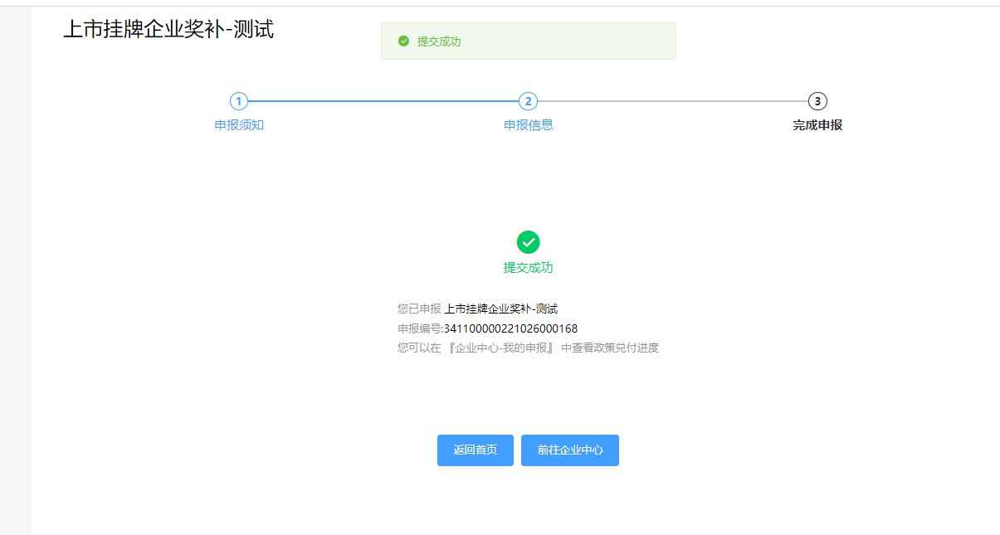 上市挂牌企业奖补-测试
提交成功
1
2
3
申报须知
申报信息
完成申报
提交成功
您已申报 上市挂牌企业奖补-测试
申报编号:341100000221026000168
您可以在 『企业中心-我的申报』 中查看政策兑付进度
返回首页
前往企业中心